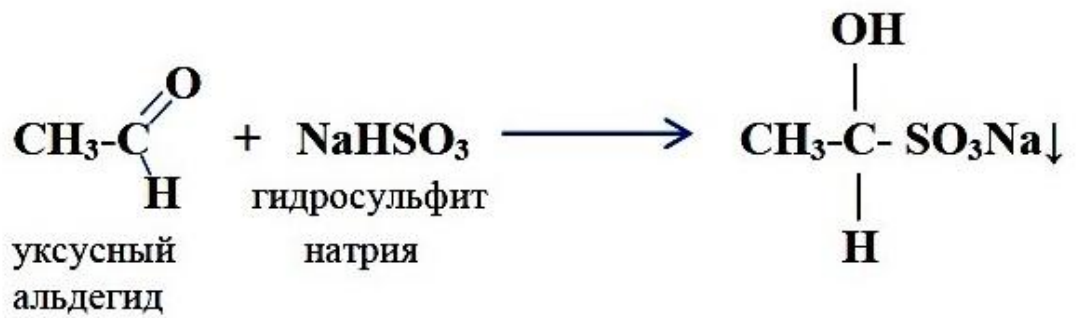 OH
CH₃-C=O + NaHSO₃ → CH₃-C- SO₃Na↓
H
гидросульфит
H
уксусный натрия
альдегид